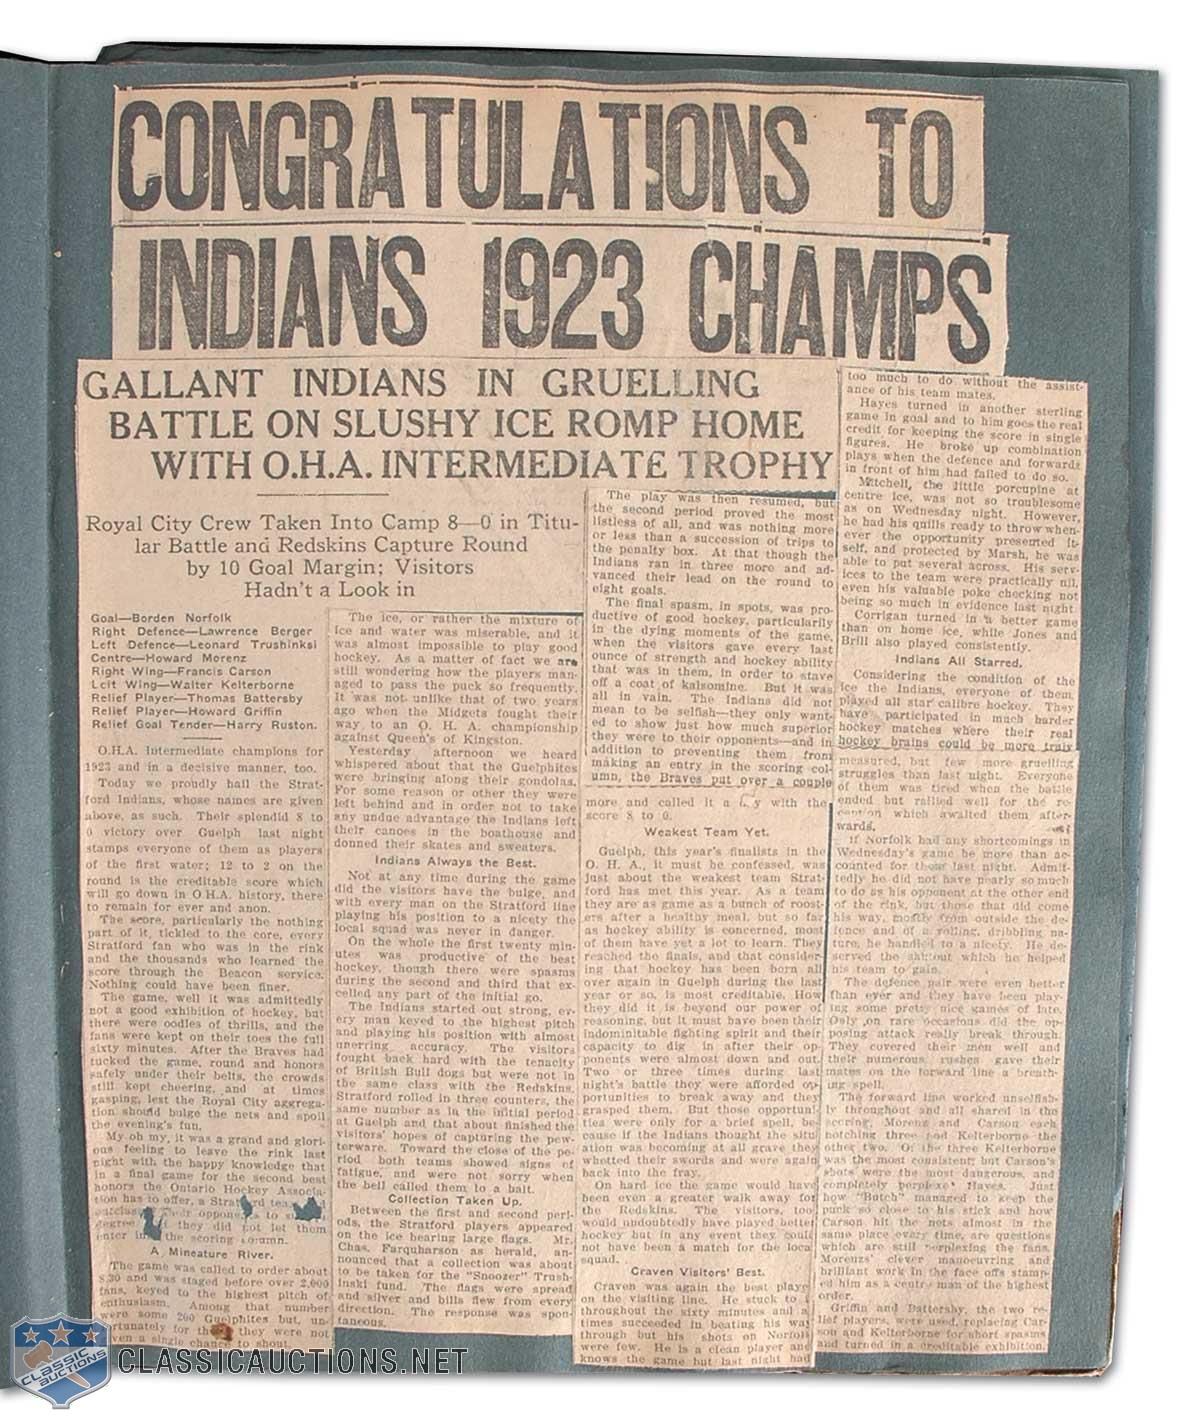 CONGRATULATIONS TO
INDIANS 1923 CHAMPS
GALLANT INDIANS IN GRUELLING
BATTLE ON SLUSHY ICE ROMP HOME
WITH O.H.A. INTERMEDIATE TROPHY
Royal City Crew Taken Into Camp 8—0 in Titu-
lar Battle and Redskins Capture Round
by 10 Goal Margin; Visitors
Hadn't a Look in
Goal—Borden Norfolk
Right Defence—Lawrence Berger
Left Defence—Leonard Trushinksi
Centre—Howard Morenz
Right Wing—Francis Carson
Left Wing—Walter Kelterborne
Relief Player—Thomas Battersby
Relief Player—Howard Griffin
Relief Goal Tender—Harry Ruston.
O.H.A. Intermediate champions for
1923 and in a decisive manner, too.
Today we proudly hail the Strat-
ford Indians, whose names are given
above, as such. Their splendid 8 to
0 victory over Guelph last night
stamps everyone of them as players
of the first water; 12 to 2 on the
round is the creditable score which
will go down in O.H.A. history, there
to remain for ever and anon.
The score, particularly the nothing
part of it, tickled to the core, every
Stratford fan who was in the rink
and the thousands who learned the
score through the Beacon service.
Nothing could have been finer.
The game, well it was admittedly
not a good exhibition of hockey, but
there were oodles of thrills, and the
fans were kept on their toes the full
sixty minutes. After the Braves had
tucked the game, round and honors
safely under their belts, the crowds
still kept cheering, and at times
gasping, lest the Royal City aggrega-
tion should bulge the nets and spoil
the evening's fun.
My oh my, it was a grand and glori-
ous feeling to leave the rink last
night with the happy knowledge that
in a final game for the second best
honors the Ontario Hockey Associa-
tion has to offer, a Stratford
Their to
degree they did not let them
enter in the scoring column.
A Mineature River.
The game was called to order about
8.30 and was staged before over 2,000
fans, keyed to the highest pitch of
enthusiasm. Among that number
were some 200 Guelphites but, un-
fortunately for they were not
even a single chance to shout.
The ice, or rather the mixture of
ice and water was miserable, and it
was almost impossible to play good
hockey. As a matter of fact we are
still wondering how the players man-
aged to pass the puck so frequently.
It was not unlike that of two years
ago when the Midgets fought their
way to an O. H. A. championship
against Queen's of Kingston.
Yesterday afternoon we heard
whispered about that the Guelphites
were bringing along their gondolas.
For some reason or other they were
left behind and in order not to take
any undue advantage the Indians left
their canoes in the boathouse and
donned their skates and sweaters.
Indians Always the Best.
Not at any time during the game
did the visitors have the bulge, and
with every man on the Stratford line
playing his position to a nicety the
local squad was never in danger.
On the whole the first twenty min-
utes was productive of the best
hockey, though there were spasms
during the second and third that ex-
celled any part of the initial go.
The Indians started out strong, ev-
ery man keyed to the highest pitch
and playing his position with almost
unerring accuracy. The visitors
fought back hard with the tenacity
of British Bull dogs but were not in
the same class with the Redskins.
Stratford rolled in three counters, the
same number as in the initial period
at Guelph and that about finished the
visitors' hopes of capturing the pew-
terware. Toward the close of the pe-
riod both teams showed signs of
fatigue, and were not sorry when
the bell called them to a halt.
Collection Taken Up.
Between the first and second peri-
ods, the Stratford players appeared
on the ice bearing large flags. Mr.
Chas. Farquharson as herald, an-
nounced that a collection was about
to be taken for the "Snoozer" Trush-
inski fund. The flags were spread
and silver and bills flew from every
direction. The response was spon-
taneous.
The play was then resumed, but
the second period proved the most
listless of all, and was nothing more
or less than a succession of trips to
the penalty box. At that though the
Indians ran in three more and ad-
vanced their lead on the round to
eight goals.
The final spasm, in spots, was pro-
ductive of good hockey, particularly
in the dying moments of the game,
when the visitors gave every last
ounce of strength and hockey ability
that was in them, in order to stave
off a coat of kalsomine. But it was
all in vain. The Indians did not
mean to be selfish—they only want-
ed to show just how much superior
they were to their opponents—and in
addition to preventing them from
making an entry in the scoring col-
umn, the Braves put over a couple
more and called it a day with the
score 8 to 0.
Weakest Team Yet.
Guelph, this year's finalists in the
O. H. A., it must be confessed, was
just about the weakest team Strat-
ford has met this year. As a team
they are as game as a bunch of roost-
ers after a healthy meal, but so far
as hockey ability is concerned, most
of them have yet a lot to learn. They
reached the finals, and that consider-
ing that hockey has been born all
over again in Guelph during the last
year or so, is most creditable. How
they did it is beyond our power of
reasoning, but it must have been their
indominitable fighting spirit and their
capacity to dig in after their op-
ponents were almost down and out.
Two or three times during last
night's battle they were afforded op-
portunities to break away and they
grasped them. But those opportuni-
ties were only for a brief spell, be-
cause if the Indians thought the situ-
ation was becoming at all grave they
whetted their swords and were again
back into the fray.
On hard ice the game would have
been even a greater walk away for
the Redskins. The visitors, too,
would undoubtedly have played better
hockey but in any event they could
not have been a match for the local
squad.
Craven Visitors' Best.
Craven was again the best player
on the visiting line. He stuck to it
throughout the sixty minutes and a
times succeeded in beating his way
through but his shots on Norfolk
were few. He is a clean player and
knows the game but last night had
too much to do without the assist-
ance of his team mates.
Hayes turned in another sterling
game in goal and to him goes the real
credit for keeping the score in single
figures. He broke up combination
plays when the defence and forwards
in front of him had failed to do so.
Mitchell, the little porcupine at
centre ice, was not so troublesome
as on Wednesday night. However,
he had his quills ready to throw when-
ever the opportunity presented it-
self, and protected by Marsh, he was
able to put several across. His serv-
ices to the team were practically nil,
even his valuable poke checking not
being so much in evidence last night.
Corrigan turned in a better game
than on home ice, while Jones and
Brill also played consistently.
Indians All Starred.
Considering the condition of the
ice the Indians, everyone of them,
played all star calibre hockey. They
have participated in much harder
hockey matches where their real
hockey brains could be more truly
measured, but few more gruelling
struggles than last night. Everyone
of them was tired when the battle
ended but rallied well for the re-
ception which awaited them after-
wards.
If Norfolk had any shortcomings in
Wednesday's game be more than ac-
counted for them last night. Admit-
tedly he did not have nearly so much
to do as his opponent at the other end
of the rink, but those that did come
his way, mostly from outside the de-
fence and of a rolling, dribbling na-
ture, he handled to a nicety. He de-
served the shutout which he helped
his team to gain.
The defence pair were even better
than ever and they have been play-
ing some pretty nice games of late.
Only on rare occasions did the op-
posing attack really break through.
They covered their men well and
their numerous rushes gave their
mates on the forward line a breath-
ing spell.
The forward line worked unselfish-
ly throughout and all shared in the
scoring, Morenz and Carson each
notching three and Kelterborne the
other two. Of the three Kelterborne
was the most consistent but Carson's
shots were the most dangerous, and
completely perplexed Hayes. Just
how "Butch" managed to keep the
puck so close to his stick and how
Carson hit the nets almost in the
same place every time, are questions
which are still perplexing the fans.
Morenz' clever manoeuvring and
brilliant work in the face offs stamp-
ed him as a centre man of the highest
order.
Griffin and Battersby, the two re-
lief players, were used, replacing Car-
son and Kelterborne for short spasms
and turned in a creditable exhibition.
CLASSIC AUCTIONS
CLASSICAUCTIONS.NET